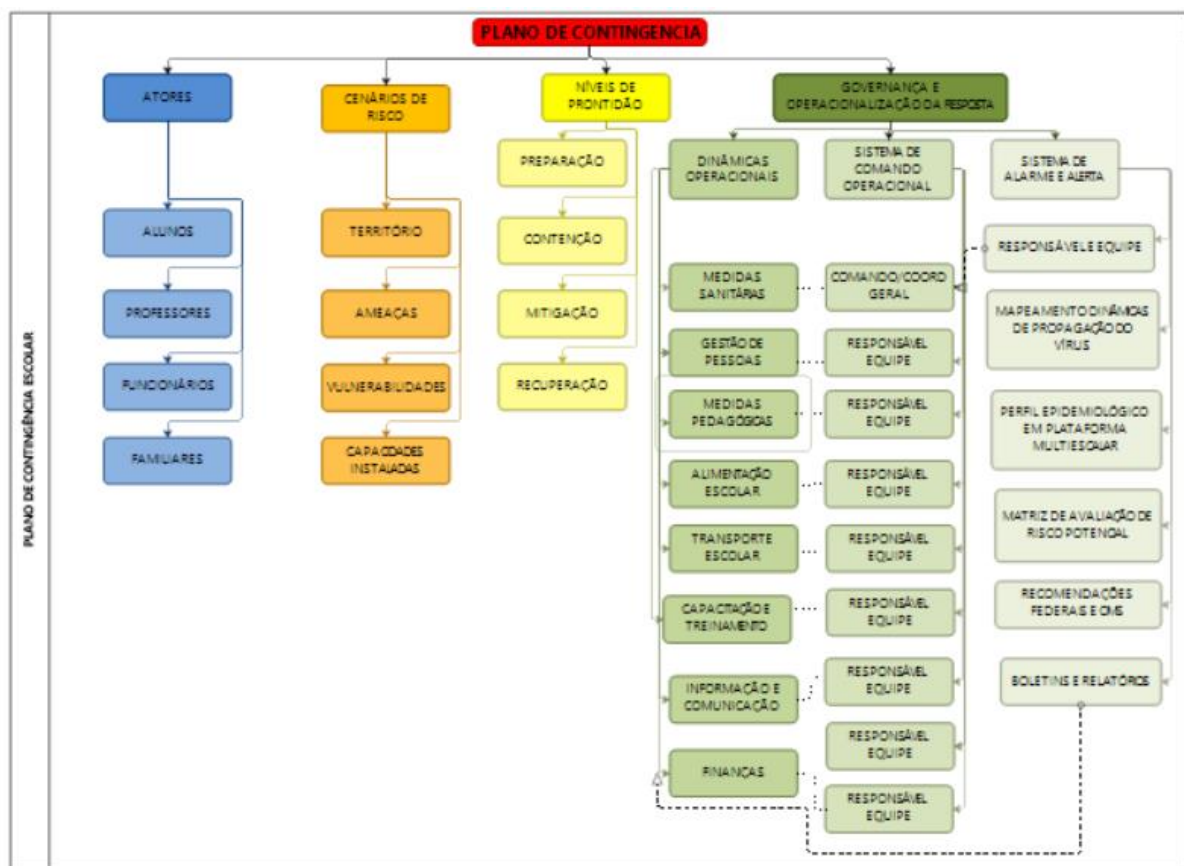 PLANO DE CONTINGENCIA
PLANO DE CONTINGÊNCIA ESCOLAR
ATORES
ALUNOS
PROFESSORES
FUNCIONÁRIOS
FAMILIARES
CENÁRIOS DE
RISCO
TERRITÓRIO
AMEAÇAS
VULNERABILIDADES
CAPACIDADES
INSTALADAS
NÍVEIS DE
PRONTIDÃO
PREPARAÇÃO
CONTENÇÃO
MITIGAÇÃO
RECUPERAÇÃO
GOVERNANÇA E
OPERACIONALIZAÇÃO DA RESPOSTA
DINÂMICAS
OPERACIONAIS
MEDIDAS
SANITÁRIAS
GESTÃO DE
PESSOAS
MEDIDAS
PEDAGÓGICAS
ALIMENTAÇÃO
ESCOLAR
TRANSPORTE
ESCOLAR
CAPACITAÇÃO E
TREINAMENTO
INFORMAÇÃO E
COMUNICAÇÃO
FINANÇAS
SISTEMA DE
COMANDO
OPERACIONAL
COMANDO/COORD
GERAL
RESPONSÁVEL
EQUIPE
RESPONSÁVEL
EQUIPE
RESPONSÁVEL
EQUIPE
RESPONSÁVEL
EQUIPE
RESPONSÁVEL
EQUIPE
RESPONSÁVEL
EQUIPE
RESPONSÁVEL
EQUIPE
RESPONSÁVEL
EQUIPE
SISTEMA DE
ALARME E ALERTA
RESPONSÁVEL E EQUIPE
MAPEAMENTO DINÂMICAS
DE PROPAGAÇÃO DO
VÍRUS
PERFIL EPIDEMIOLÓGICO
EM PLATAFORMA
MULTIESCALAR
MATRIZ DE AVALIAÇÃO DE
RISCO POTENCIAL
RECOMENDAÇÕES
FEDERAIS E OMS
BOLETINS E RELATÓRIOS